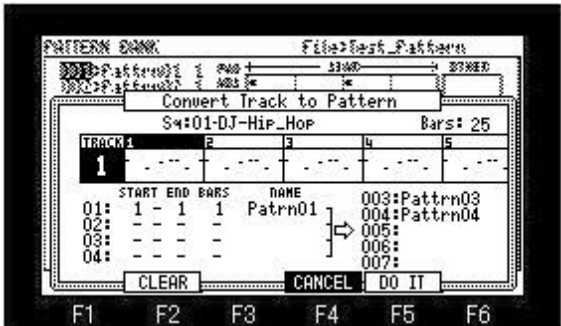 PATTERN BANK File:Test_Pattern
Convert Track to Pattern
Sq:01-DJ-Hip_Hop Bars: 25
TRACK 1 2 3 4 5
1 - . -- . - . -- . - . -- . - . -- . - . -- .
START END BARS NAME
01: 1 - 1 1 Patrn01
02: - - -
03: - - -
04: - - -
003:Pattrn03
004:Pattrn04
005:
006:
007:
CLEAR CANCEL DO IT
F1 F2 F3 F4 F5 F6